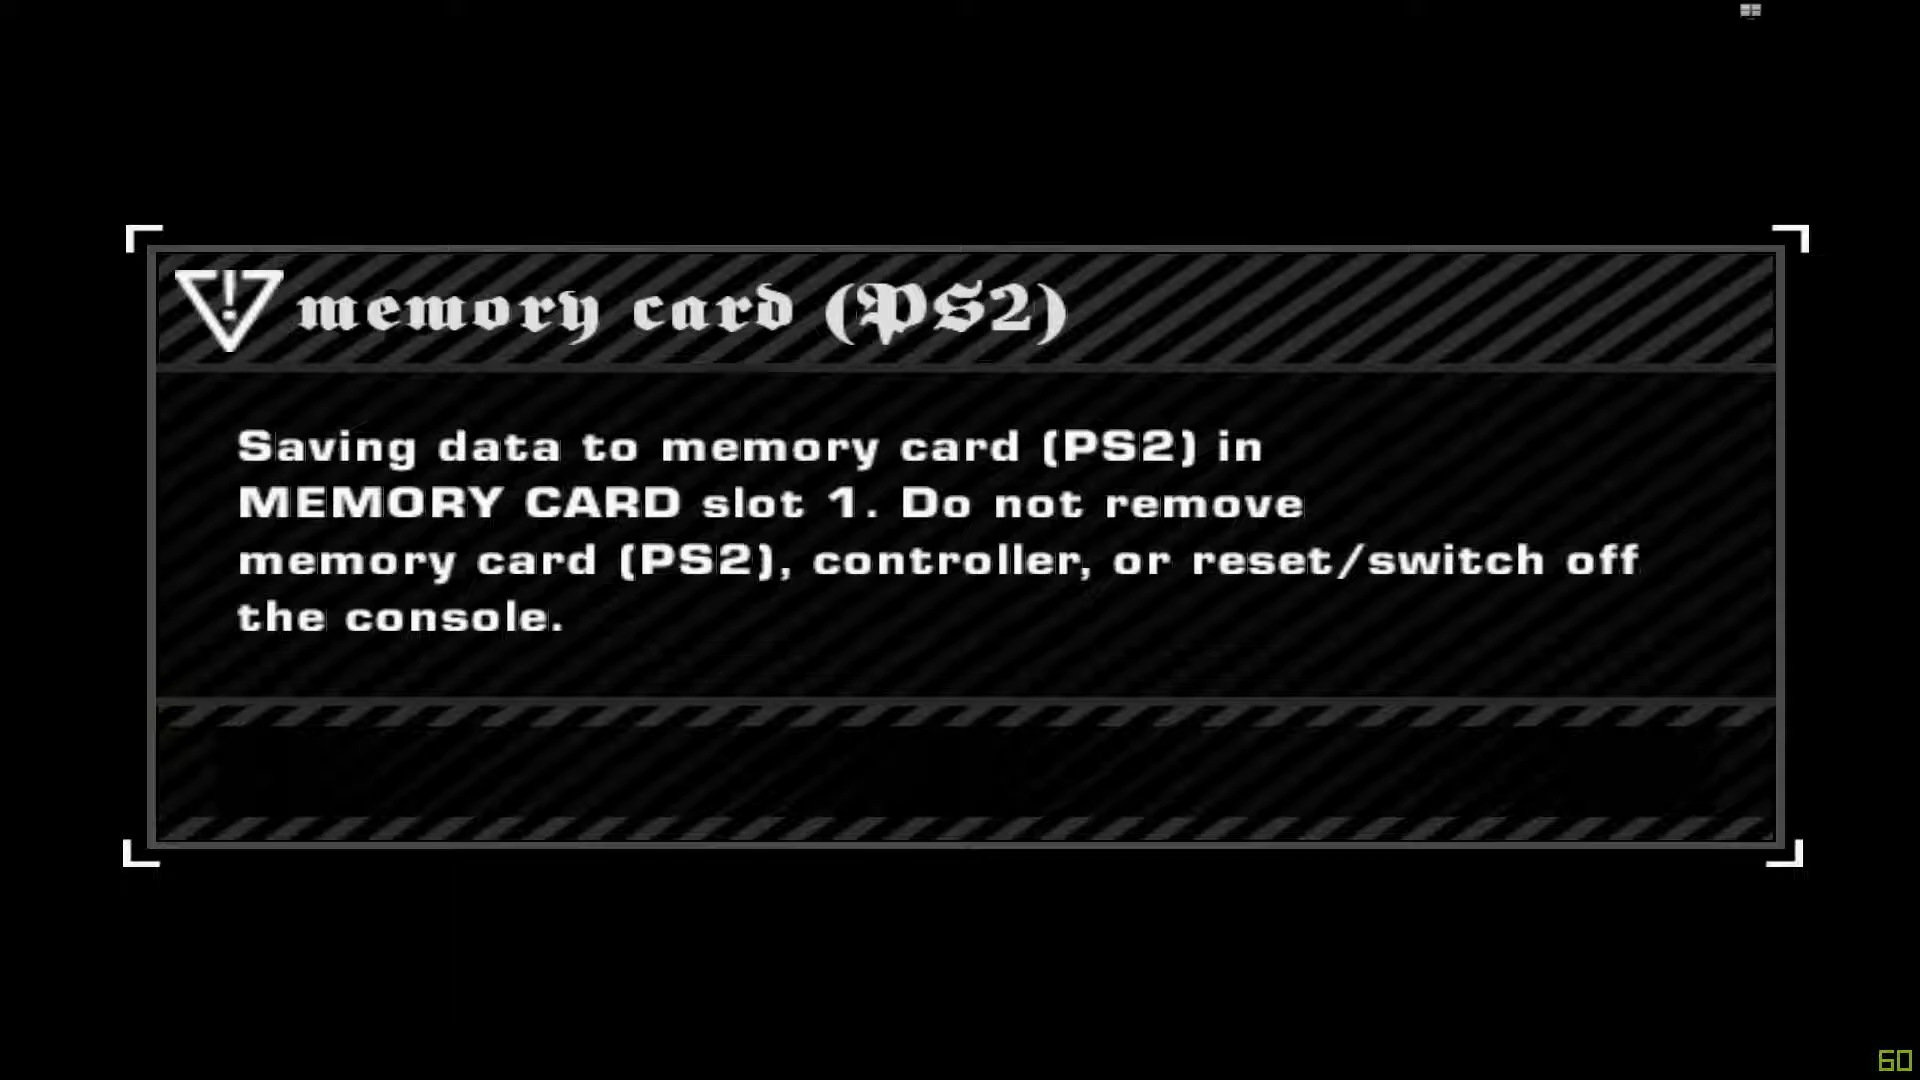 memory card (PS2)
Saving data to memory card (PS2) in
MEMORY CARD slot 1. Do not remove
memory card (PS2), controller, or reset/switch off
the console.
60